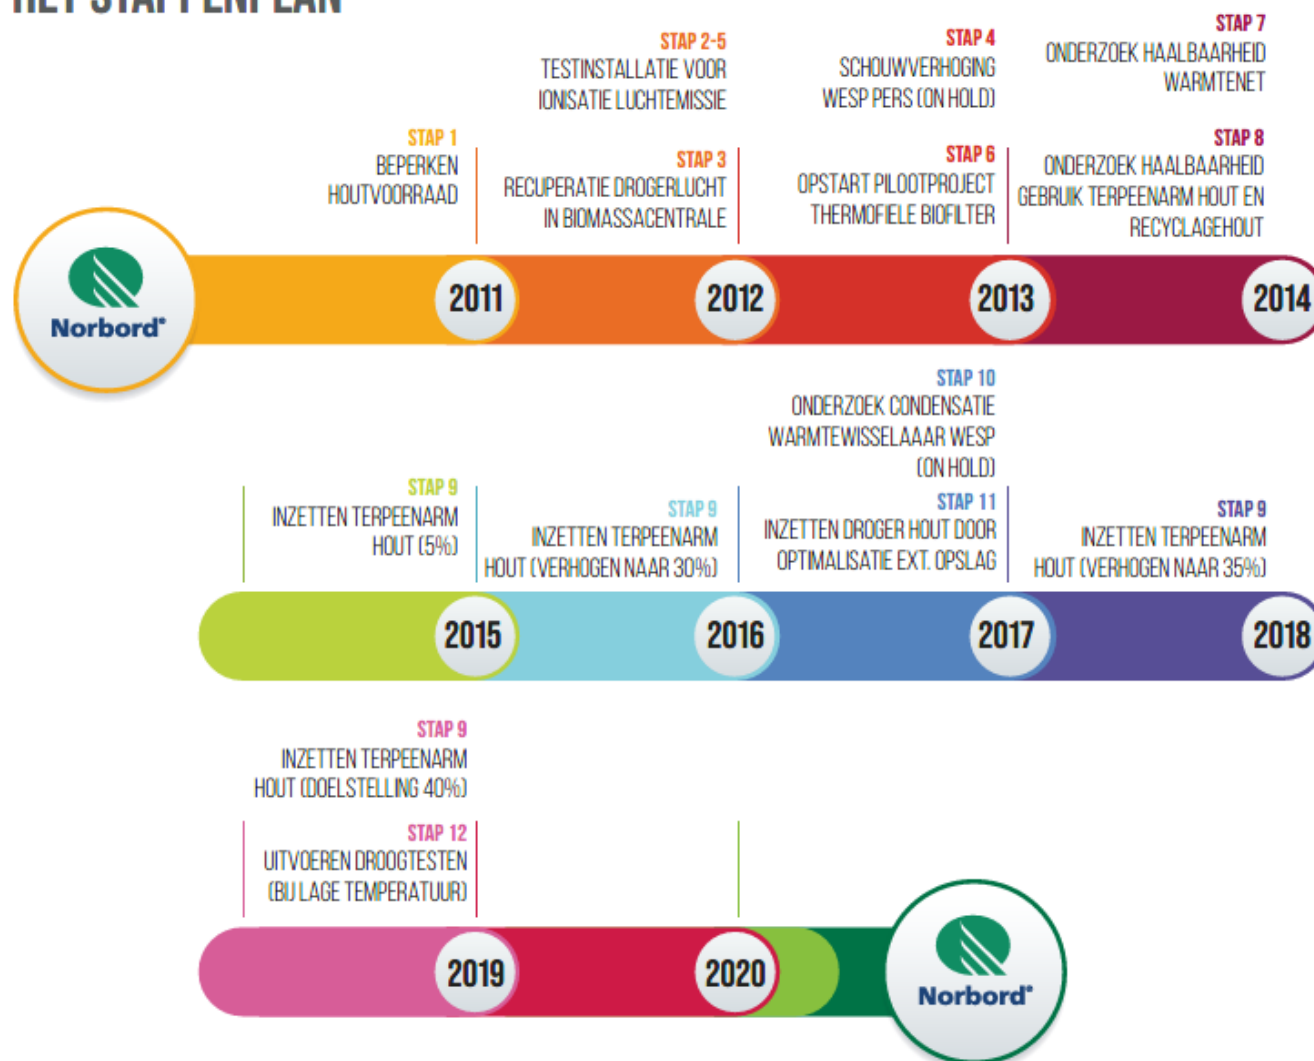 HET STAPPENPLAN
STAP 1
BEPERKEN
HOUTVOORRAAD
STAP 2-5
TESTINSTALLATIE VOOR
IONISATIE LUCHTEMISSIE
STAP 3
RECUPERATIE DROGERLUCHT
IN BIOMASSACENTRALE
STAP 4
SCHOUWVERHOGING
WESP PERS (ON HOLD)
STAP 6
OPSTART PILOOTPROJECT
THERMOFIELE BIOFILTER
STAP 7
ONDERZOEK HAALBAARHEID
WARMTENET
STAP 8
ONDERZOEK HAALBAARHEID
GEBRUIK TERPEENARM HOUT EN
RECYCLAGEHOUT
Norbord®
2011
2012
2013
2014
STAP 9
INZETTEN TERPEENARM
HOUT (5%)
STAP 9
INZETTEN TERPEENARM
HOUT (VERHOGEN NAAR 30%)
STAP 10
ONDERZOEK CONDENSATIE
WARMTEWISSELAAAR WESP
(ON HOLD)
STAP 11
INZETTEN DROGER HOUT DOOR
OPTIMALISATIE EXT. OPSLAG
STAP 9
INZETTEN TERPEENARM
HOUT (VERHOGEN NAAR 35%)
2015
2016
2017
2018
STAP 9
INZETTEN TERPEENARM
HOUT (DOELSTELLING 40%)
STAP 12
UITVOEREN DROOGTESTEN
(BIJ LAGE TEMPERATUUR)
2019
2020
Norbord®